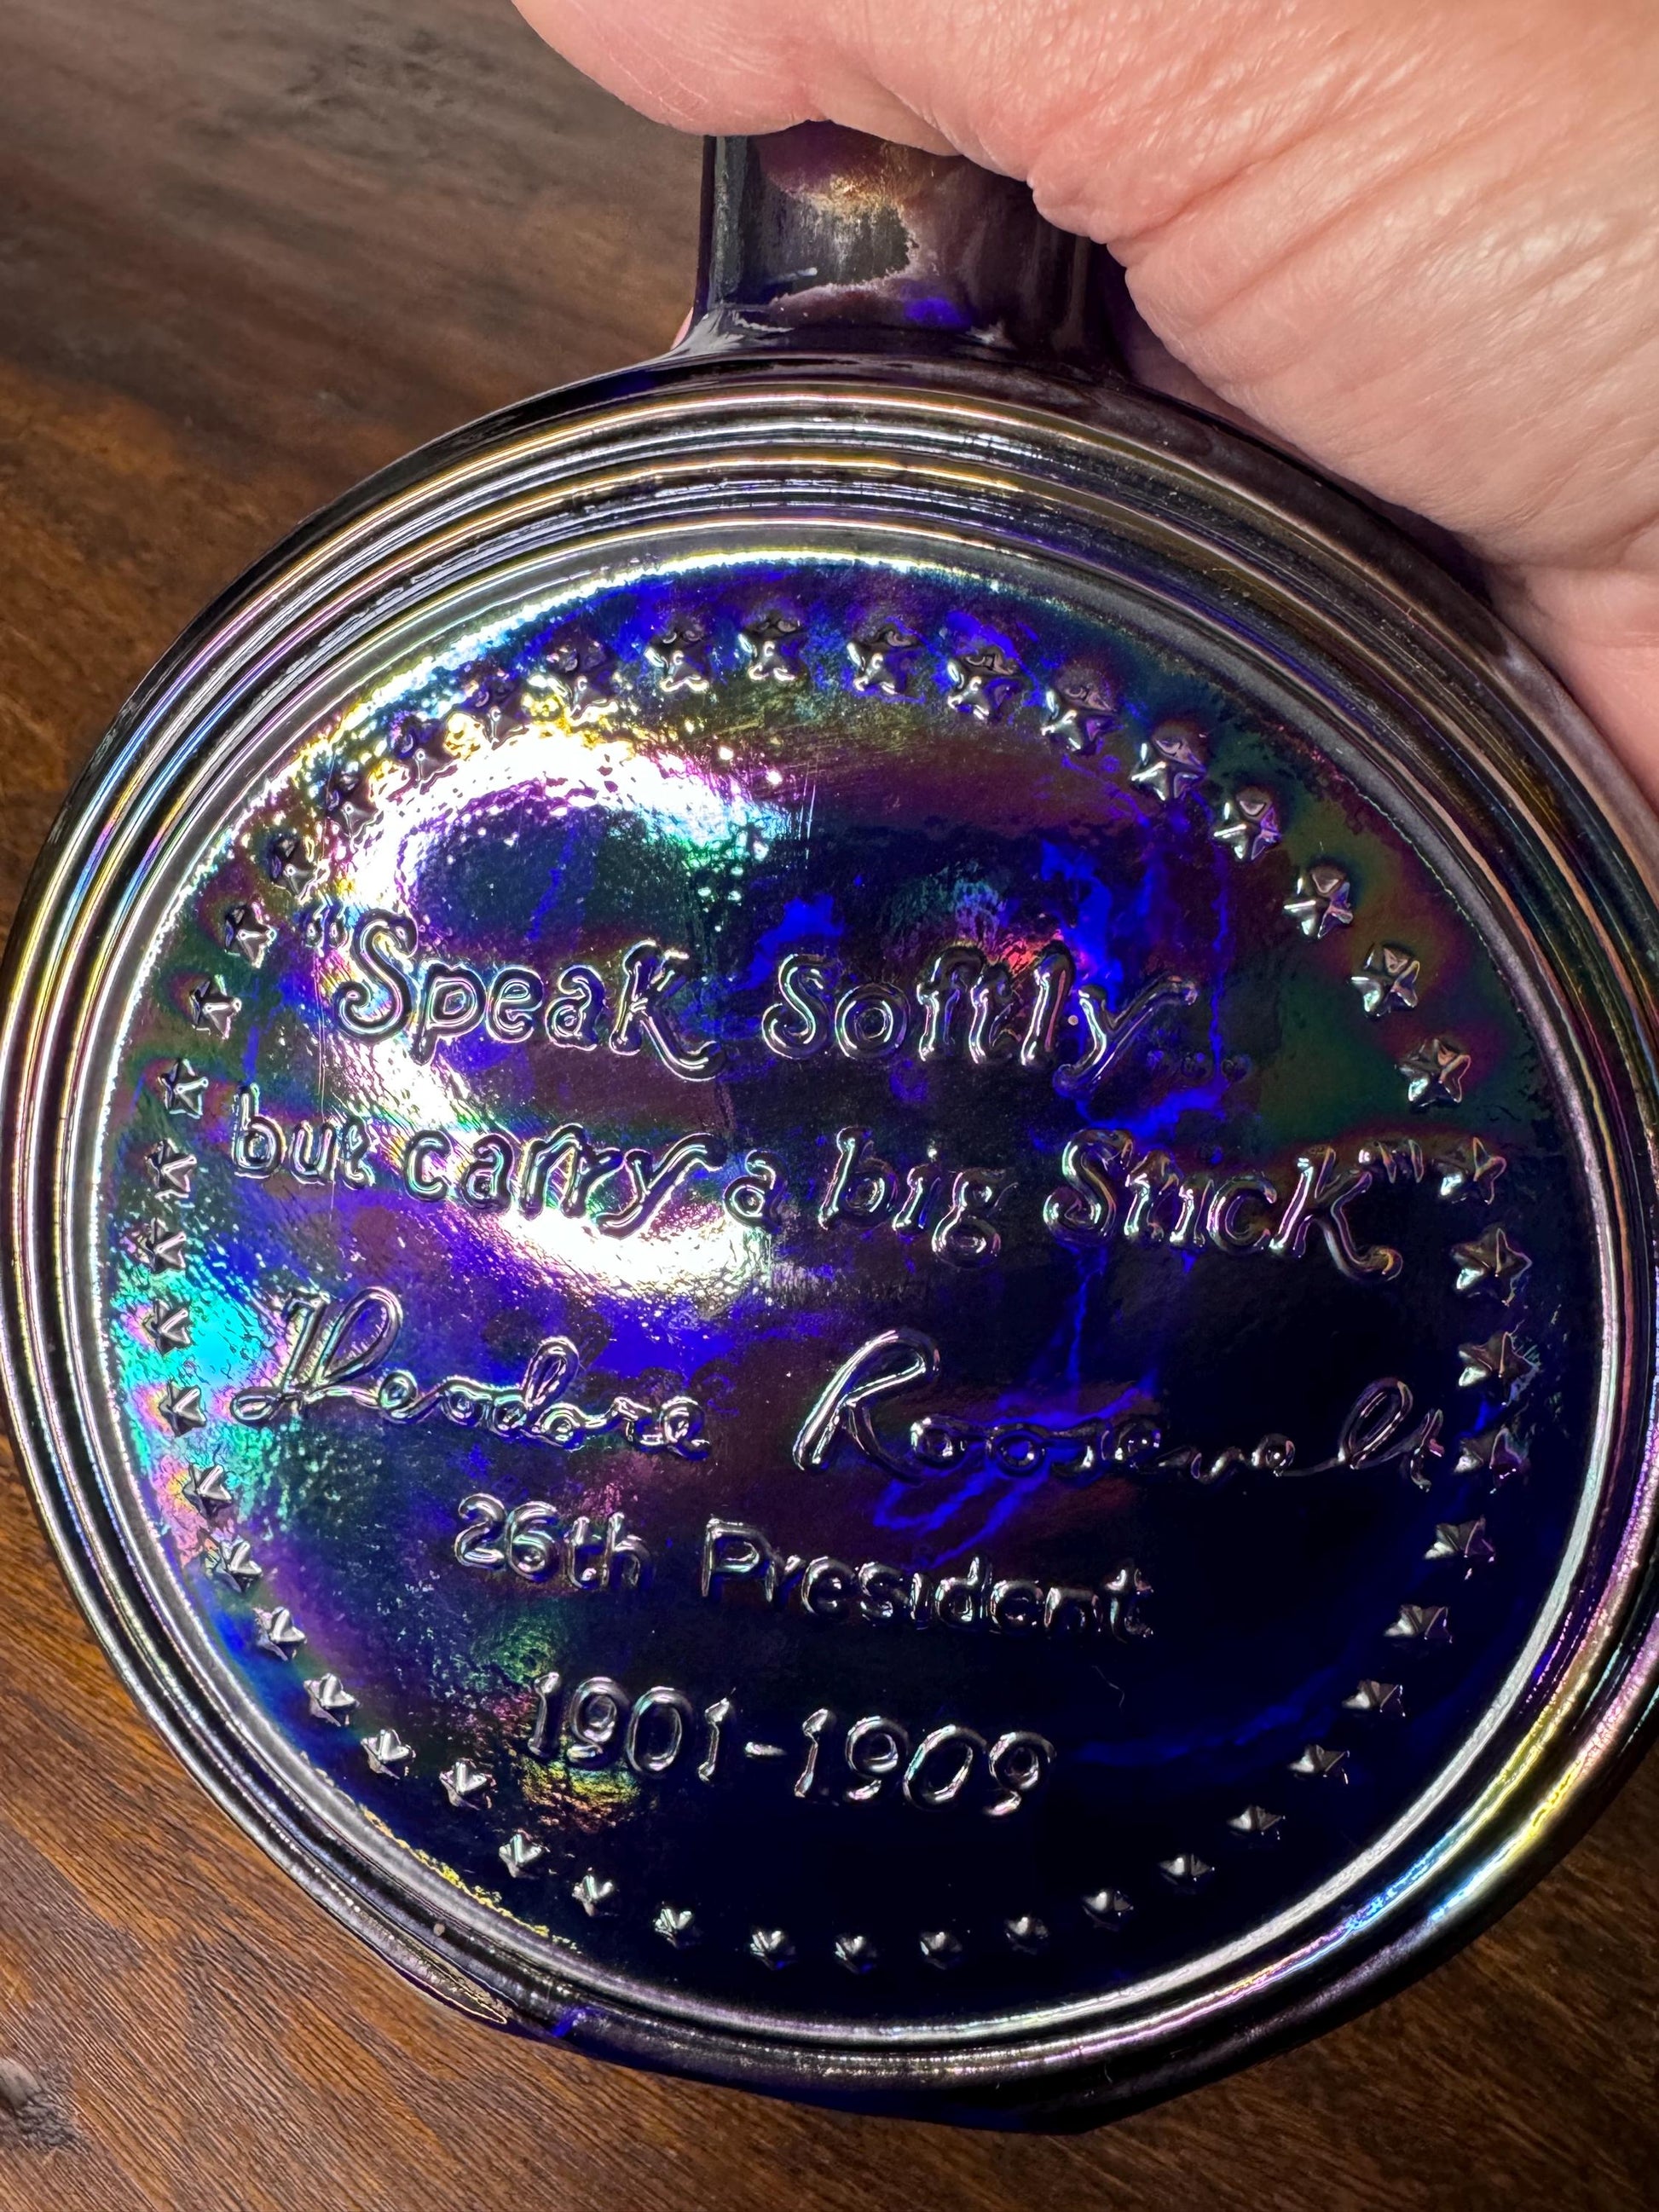 "Speak Softly...
but carry a big Stick"
Theodore Roosevelt
26th President
1901-1909